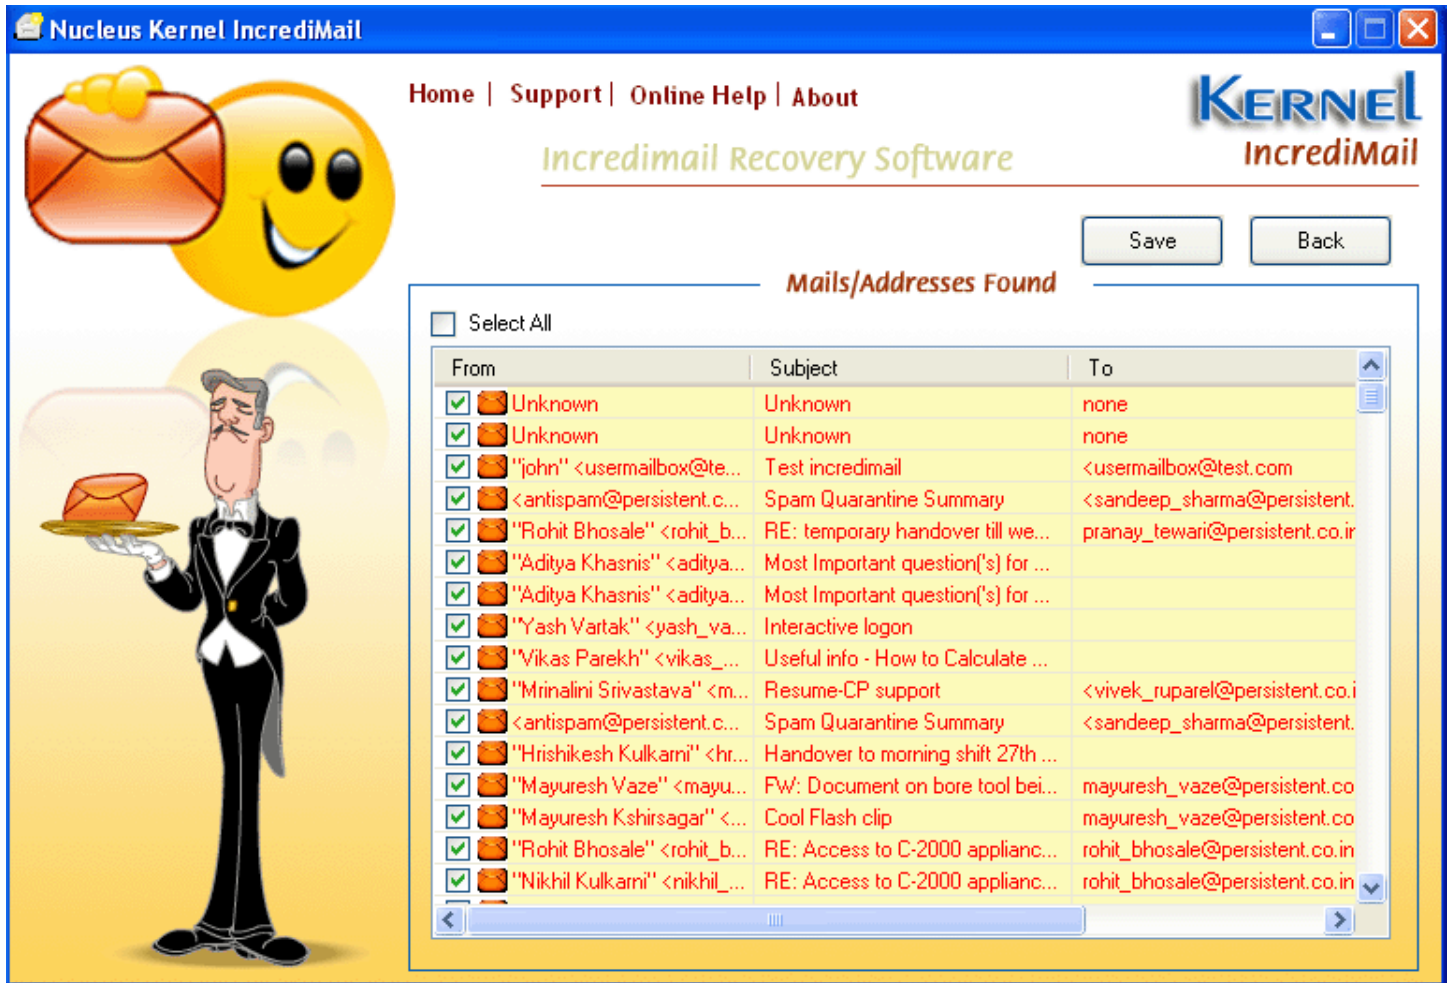 Nucleus Kernel IncrediMail
Home | Support | Online Help | About
KERNEL
IncrediMail
Incredimail Recovery Software
Save Back
Mails/Addresses Found
Select All
From Subject To
Unknown Unknown none
Unknown Unknown none
"john" <usermailbox@te... Test incredimail <usermailbox@test.com
<antispam@persistent.c... Spam Quarantine Summary <sandeep_sharma@persistent.
"Rohit Bhosale" <rohit_b... RE: temporary handover till we... pranay_tewari@persistent.co.in
"Aditya Khasnis" <aditya... Most Important question('s) for ...
"Aditya Khasnis" <aditya... Most Important question('s) for ...
"Yash Vartak" <yash_va... Interactive logon
"Vikas Parekh" <vikas_... Useful info - How to Calculate ...
"Mrinalini Srivastava" <m... Resume-CP support <vivek_ruparel@persistent.co.i
<antispam@persistent.c... Spam Quarantine Summary <sandeep_sharma@persistent.
"Hrishikesh Kulkarni" <hr... Handover to morning shift 27th ...
"Mayuresh Vaze" <mayu... FW: Document on bore tool bei... mayuresh_vaze@persistent.co
"Mayuresh Kshirsagar" <... Cool Flash clip mayuresh_vaze@persistent.co
"Rohit Bhosale" <rohit_b... RE: Access to C-2000 applianc... rohit_bhosale@persistent.co.in
"Nikhil Kulkarni" <nikhil_... RE: Access to C-2000 applianc... rohit_bhosale@persistent.co.in